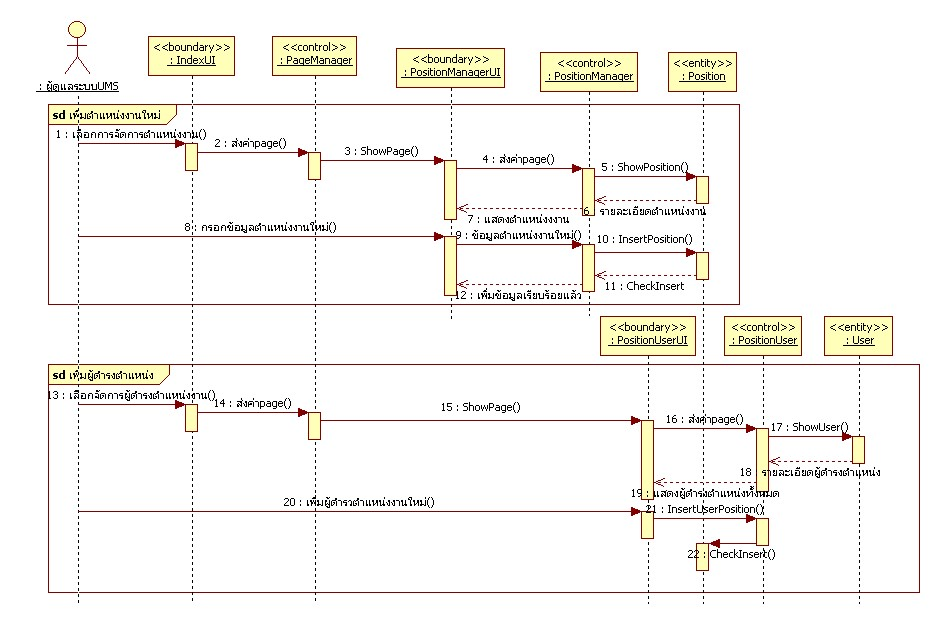 <<boundary>>
: IndexUI
<<control>>
: PageManager
<<boundary>>
: PositionManagerUI
<<control>>
: PositionManager
<<entity>>
: Position
: ผู้ดูแลระบบUMS
sd เพิ่มตำแหน่งงานใหม่
1 : เลือกการจัดการตำแหน่งงาน()
2 : ส่งค่าpage()
3 : ShowPage()
4 : ส่งค่าpage()
5 : ShowPosition()
6 : รายละเอียดตำแหน่งงาน
7 : แสดงตำแหน่งงงาน
8 : กรอกข้อมูลตำแหน่งงานใหม่()
9 : ข้อมูลตำแหน่งงานใหม่()
10 : InsertPosition()
11 : CheckInsert
12 : เพิ่มข้อมูลเรียบร้อยแล้ว
<<boundary>>
: PositionUserUI
<<control>>
: PositionUser
<<entity>>
: User
sd เพิ่มผู้ดำรงตำแหน่ง
13 : เลือกจัดการผู้ดำรงตำแหน่งงาน()
14 : ส่งค่าpage()
15 : ShowPage()
16 : ส่งค่าpage()
17 : ShowUser()
18 : รายละเอียดผู้ดำรงตำแหน่ง
19 : แสดงผู้ดำรงตำแหน่งทั้งหมด
20 : เพิ่มผู้ดำรวตำแหน่งงานใหม่()
21 : InsertUserPosition()
22 : CheckInsert()